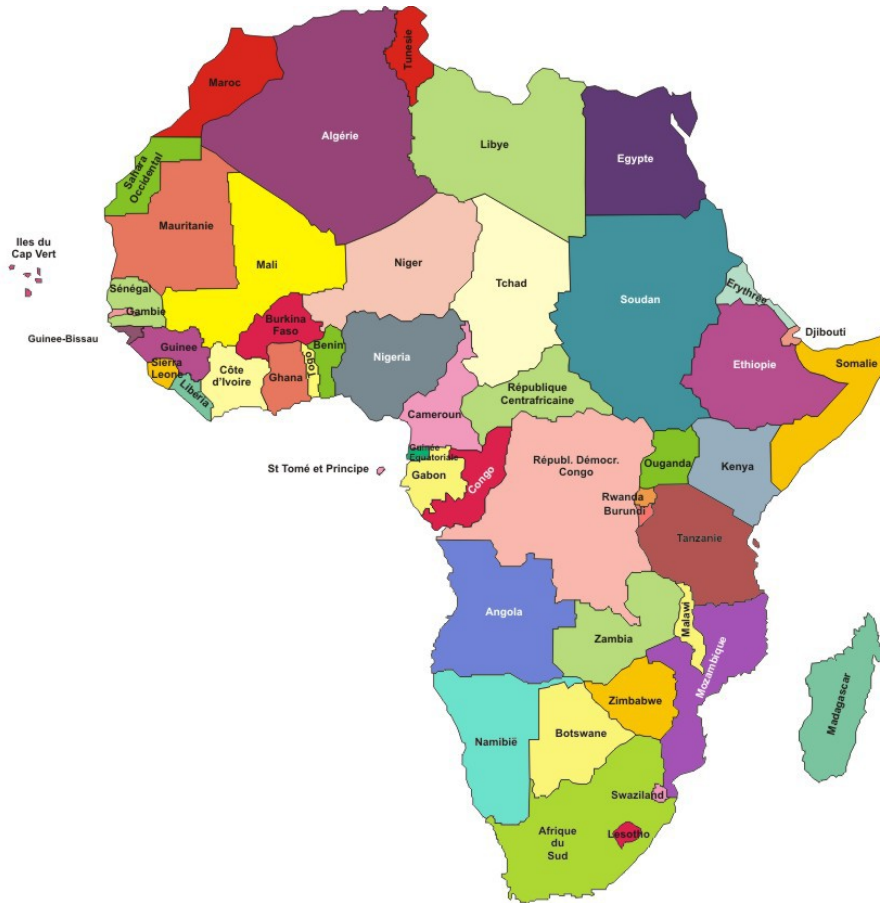 Tunesie
Maroc
Algérie
Libye
Egypte
Sahara
Occidental
Mauritanie
Iles du
Cap Vert
Mali
Niger
Tchad
Soudan
Erythrée
Sénégal
Gambie
Burkina
Faso
Djibouti
Guinee-Bissau
Guinee
Benin
Togo
Nigeria
Ethiopie
Somalie
Sierra
Leone
Côte
d'Ivoire
Ghana
Libéria
République
Centrafricaine
Cameroun
Guinée
Equatoriale
St Tomé et Principe
Gabon
Congo
Républ. Démocr.
Congo
Ouganda
Kenya
Rwanda
Burundi
Tanzanie
Angola
Zambia
Malawi
Mozambique
Madagascar
Zimbabwe
Namibië
Botswane
Swaziland
Afrique
du
Sud
Lesotho